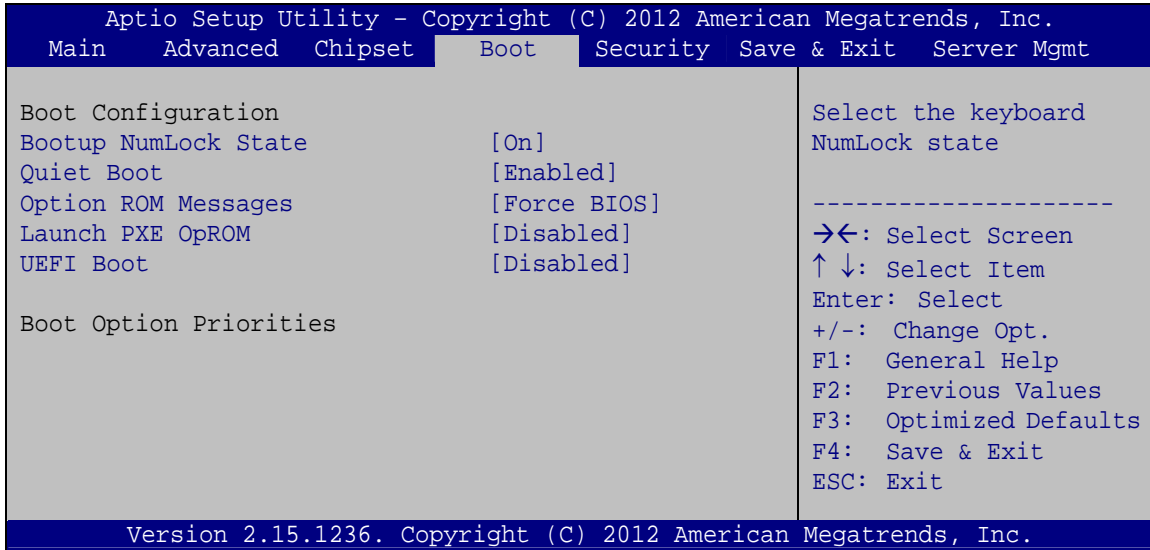 Aptio Setup Utility – Copyright (C) 2012 American Megatrends, Inc.
Main Advanced Chipset Boot Security Save & Exit Server Mgmt
Boot Configuration
Bootup NumLock State [On]
Quiet Boot [Enabled]
Option ROM Messages [Force BIOS]
Launch PXE OpROM [Disabled]
UEFI Boot [Disabled]
Boot Option Priorities
Select the keyboard
NumLock state
---------------------
→←: Select Screen
↑ ↓: Select Item
Enter: Select
+/-: Change Opt.
F1: General Help
F2: Previous Values
F3: Optimized Defaults
F4: Save & Exit
ESC: Exit
Version 2.15.1236. Copyright (C) 2012 American Megatrends, Inc.